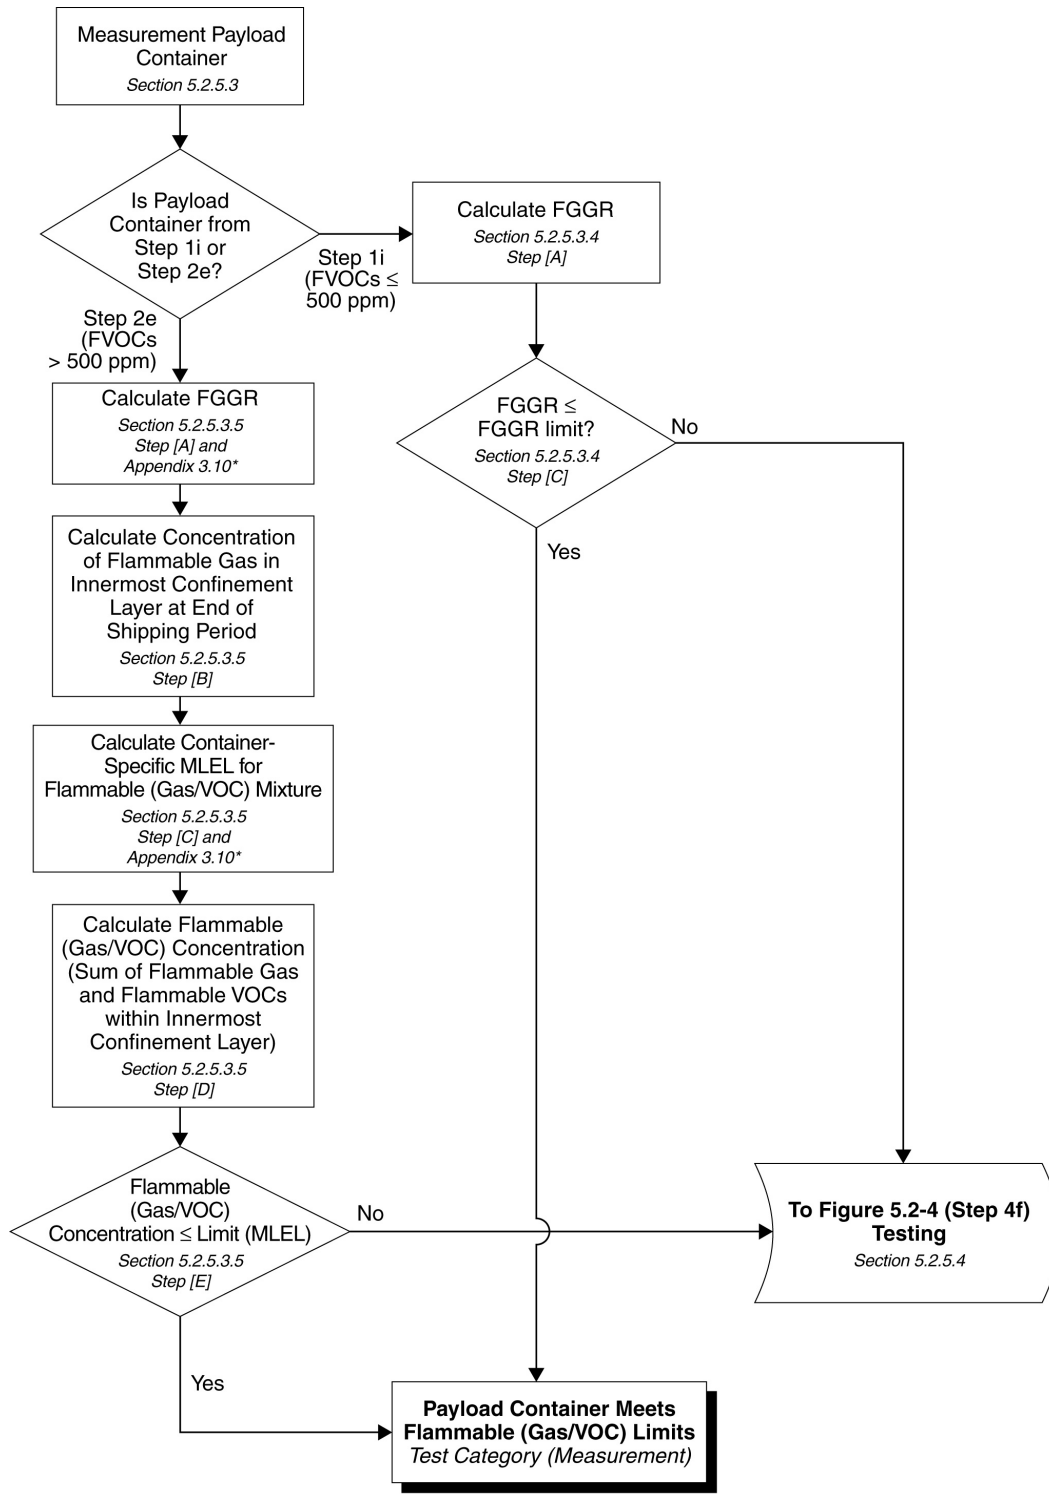 Measurement Payload
Container
Section 5.2.5.3
Is Payload
Container from
Step 1i or
Step 2e?
Step 1i
(FVOCs ≤
500 ppm)
Calculate FGGR
Section 5.2.5.3.4
Step [A]
Step 2e
(FVOCs
> 500 ppm)
Calculate FGGR
Section 5.2.5.3.5
Step [A] and
Appendix 3.10*
FGGR ≤
FGGR limit?
Section 5.2.5.3.4
Step [C]
No
Yes
Calculate Concentration
of Flammable Gas in
Innermost Confinement
Layer at End of
Shipping Period
Section 5.2.5.3.5
Step [B]
Calculate Container-
Specific MLEL for
Flammable (Gas/VOC) Mixture
Section 5.2.5.3.5
Step [C] and
Appendix 3.10*
Calculate Flammable
(Gas/VOC) Concentration
(Sum of Flammable Gas
and Flammable VOCs
within Innermost
Confinement Layer)
Section 5.2.5.3.5
Step [D]
Flammable
(Gas/VOC)
Concentration ≤ Limit (MLEL)
Section 5.2.5.3.5
Step [E]
No
To Figure 5.2-4 (Step 4f)
Testing
Section 5.2.5.4
Yes
Payload Container Meets
Flammable (Gas/VOC) Limits
Test Category (Measurement)